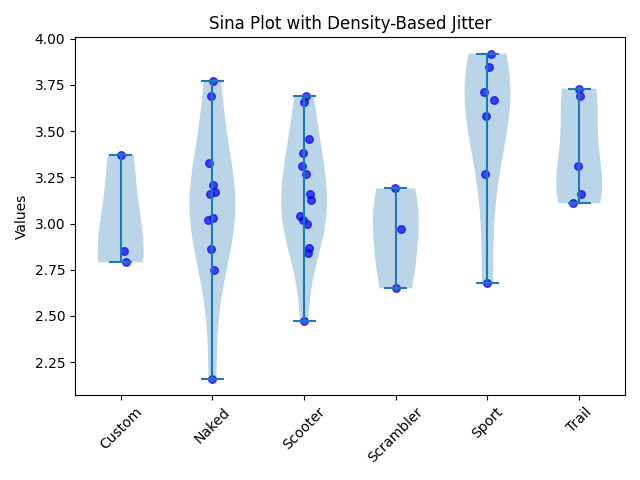 Sina Plot with Density-Based Jitter
Values
4.00
3.75
3.50
3.25
3.00
2.75
2.50
2.25
Custom
Naked
Scooter
Scrambler
Sport
Trail